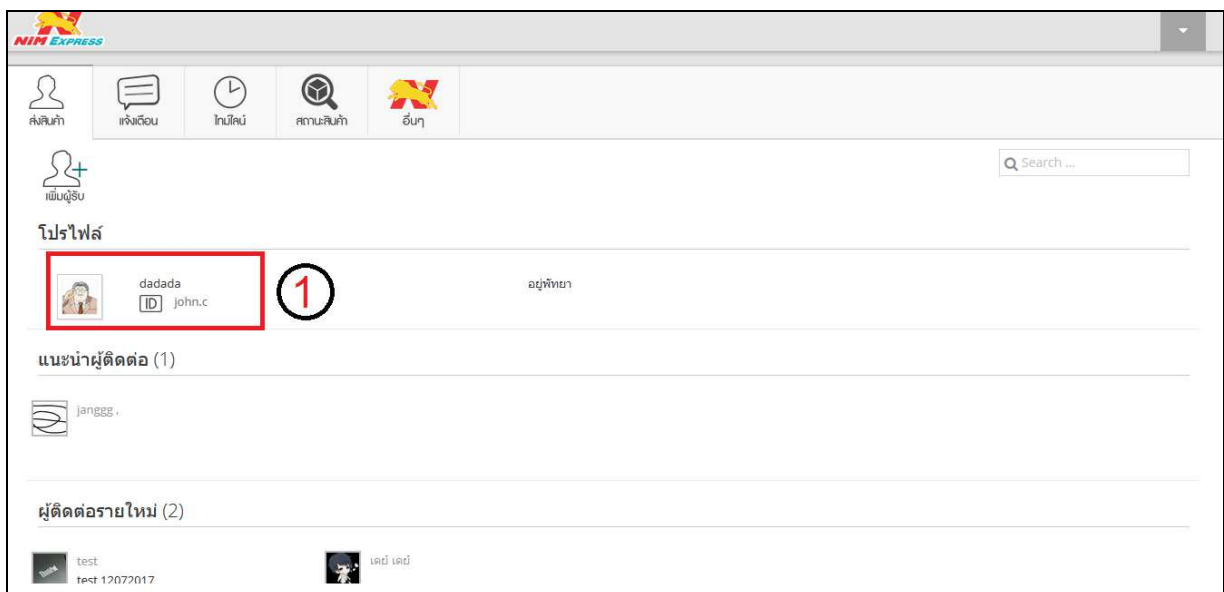 NIM EXPRESS
ส่งสินค้า แจ้งเตือน ไทม์ไลน์ สถานะสินค้า อื่นๆ
Search ...
เพิ่มผู้รับ
โปรไฟล์
dadada
ID john.c
1
อยู่พัทยา
แนะนำผู้ติดต่อ (1)
janggg .
ผู้ติดต่อรายใหม่ (2)
test
test 12072017
เดย์ เดย์